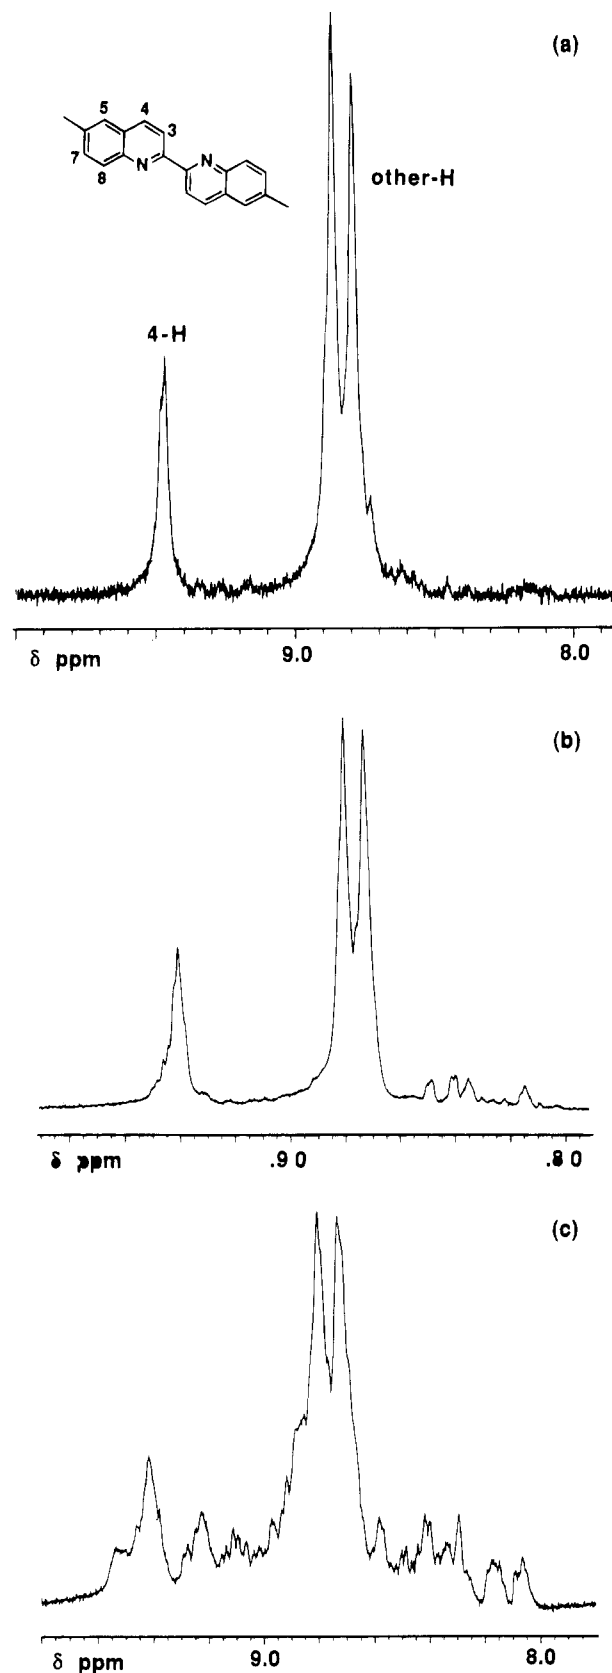 (a)
5 4
3
7 N N
8
other-H
4-H
δ ppm 9.0 8.0
(b)
δ ppm .9 0 .8 0
(c)
δ ppm 9.0 8.0